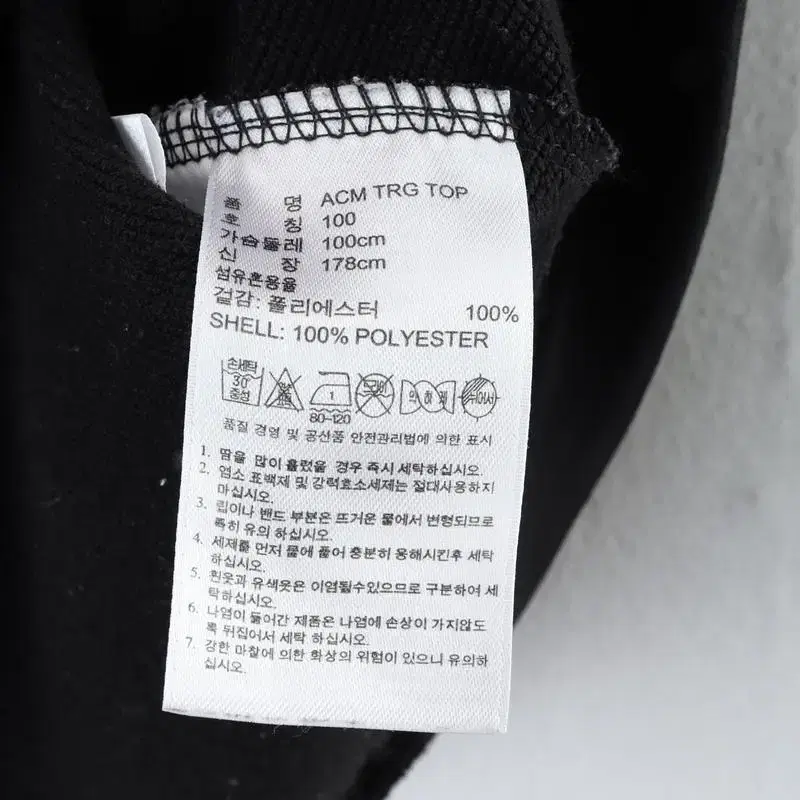 품 명 ACM TRG TOP
호 칭 100
가슴둘레 100cm
신 장 178cm
섬유혼용율
겉감: 폴리에스터 100%
SHELL: 100% POLYESTER
손세탁 30 중성 1 80-120 드라이 약하게 뉘어서
품질 경영 및 공산품 안전관리법에 의한 표시
1. 땀을 많이 흘렸을 경우 즉시 세탁하십시오.
2. 염소 표백제 및 강력효소세제는 절대사용하지
마십시오.
3. 립이나 밴드 부분은 뜨거운 물에서 변형되므로
특히 유의 하십시오.
4. 세제를 먼저 물에 풀어 충분히 용해시킨후 세탁
하십시오.
5. 흰옷과 유색옷은 이염될수있으므로 구분하여 세
탁하십시오.
6. 나염이 들어간 제품은 나염에 손상이 가지않도
록 뒤집어서 세탁 하십시오.
7. 강한 마찰에 의한 화상의 위험이 있으니 유의하
십시오.